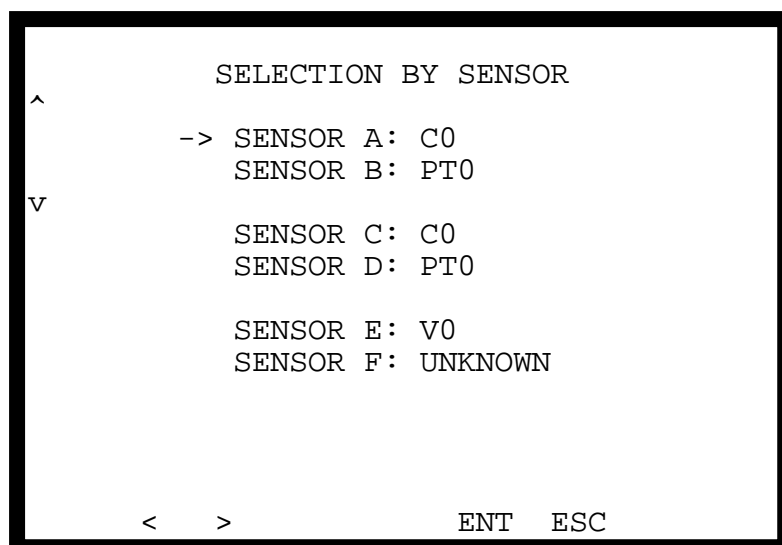 SELECTION BY SENSOR
^
-> SENSOR A: C0
SENSOR B: PT0
v
SENSOR C: C0
SENSOR D: PT0
SENSOR E: V0
SENSOR F: UNKNOWN
< > ENT ESC